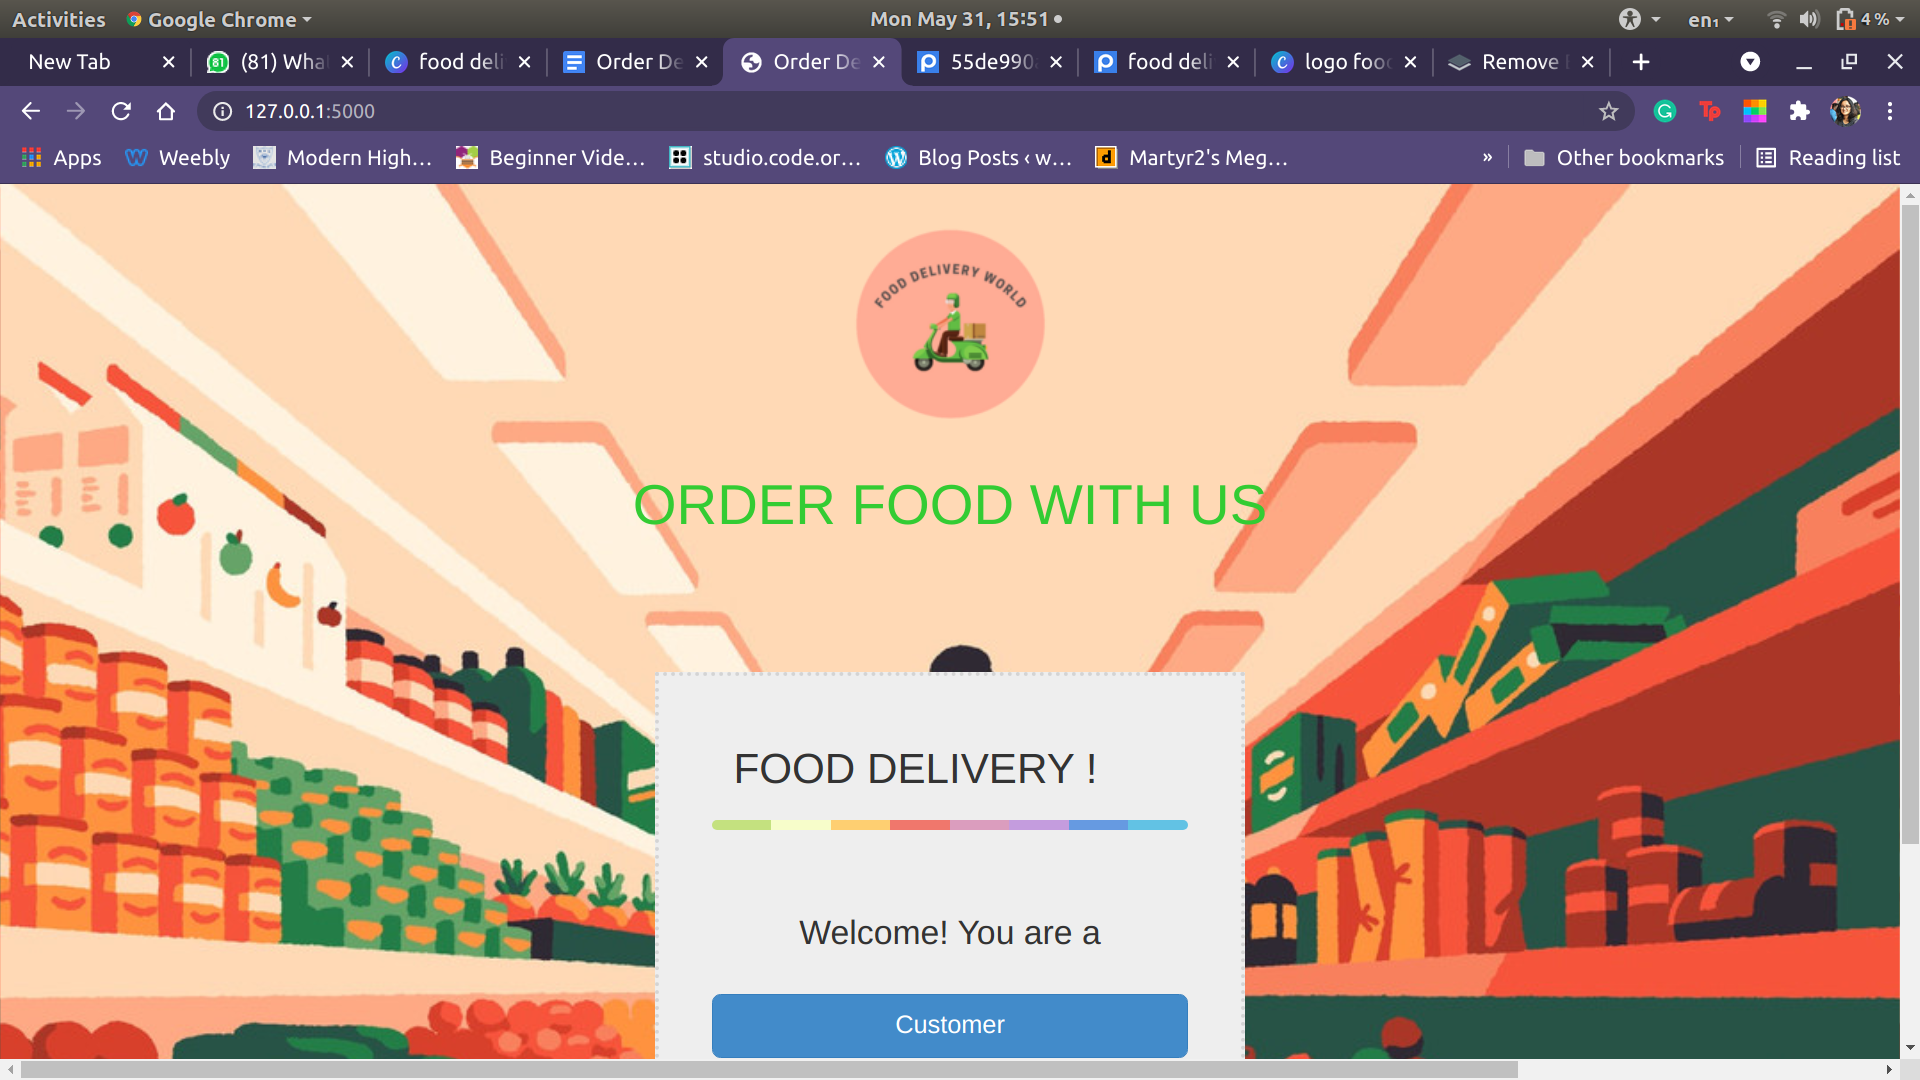 Activities Google Chrome Mon May 31, 15:51 en₁ 4 %
New Tab (81) Wha food deli Order De Order De 55de990 food deli logo foo Remove
127.0.0.1:5000
Apps Weebly Modern High… Beginner Vide… studio.code.or… Blog Posts ‹ w… Martyr2's Meg… » Other bookmarks Reading list
FOOD DELIVERY WORLD
ORDER FOOD WITH US
FOOD DELIVERY !
Welcome! You are a
Customer